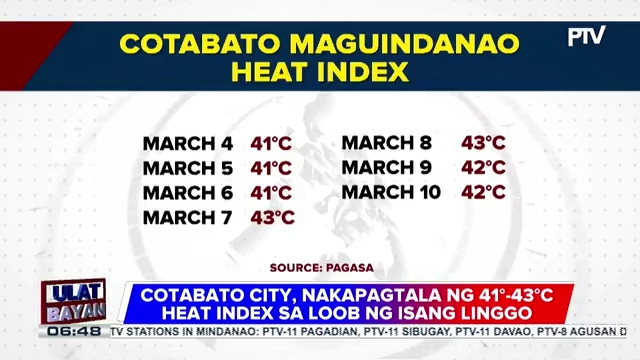 COTABATO MAGUINDANAO
HEAT INDEX
PTV
MARCH 4 41°C
MARCH 5 41°C
MARCH 6 41°C
MARCH 7 43°C
MARCH 8 43°C
MARCH 9 42°C
MARCH 10 42°C
SOURCE: PAGASA
ULAT
BAYAN
COTABATO CITY, NAKAPAGTALA NG 41°-43°C
HEAT INDEX SA LOOB NG ISANG LINGGO
06:48 TV STATIONS IN MINDANAO: PTV-11 PAGADIAN, PTV-11 SIBUGAY, PTV-11 DAVAO, PTV-8 AGUSAN D